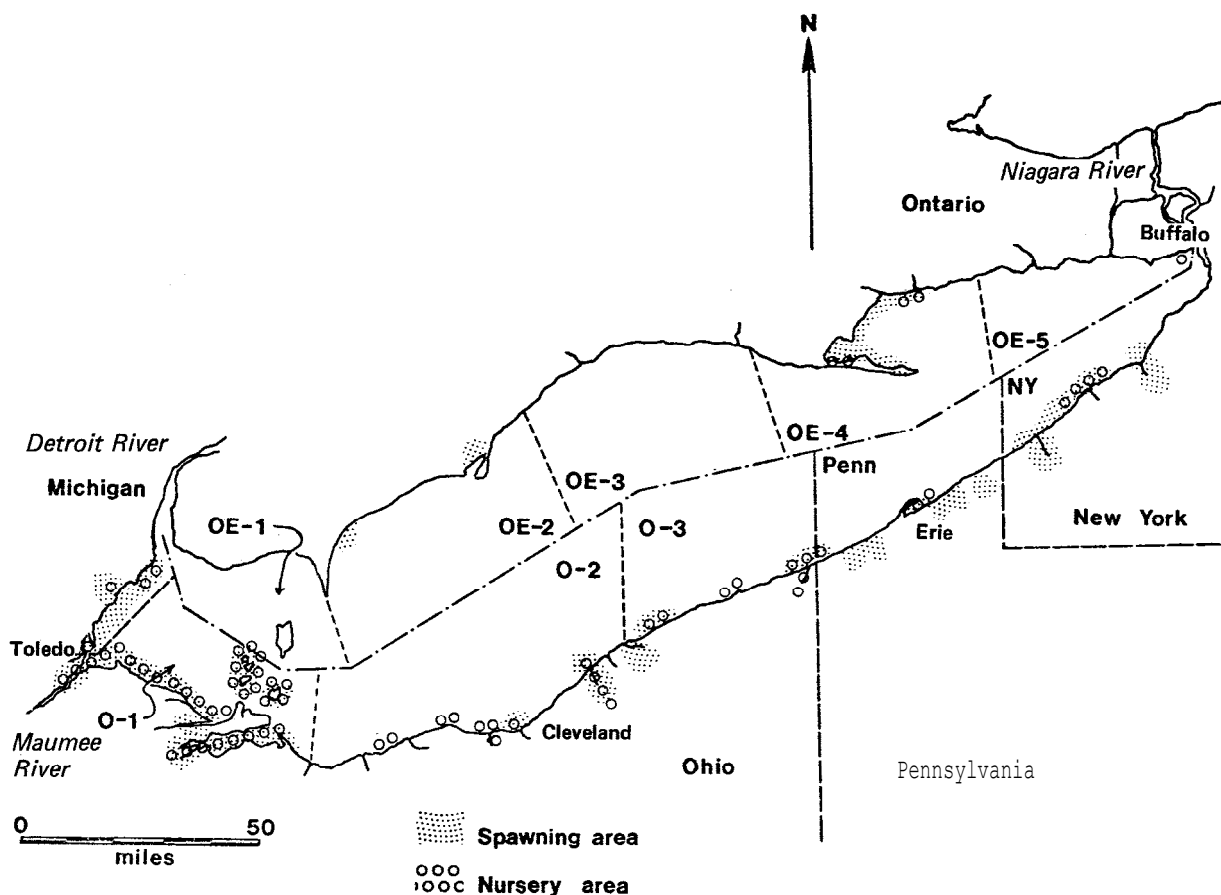 N
Niagara River
Ontario
Buffalo
OE-5
NY
Detroit River
Michigan
OE-4
Penn
OE-3
OE-1
OE-2
O-3
O-2
New York
Erie
Toledo
O-1
Maumee
River
Cleveland
Ohio
Pennsylvania
0 50
miles
Spawning area
Nursery area